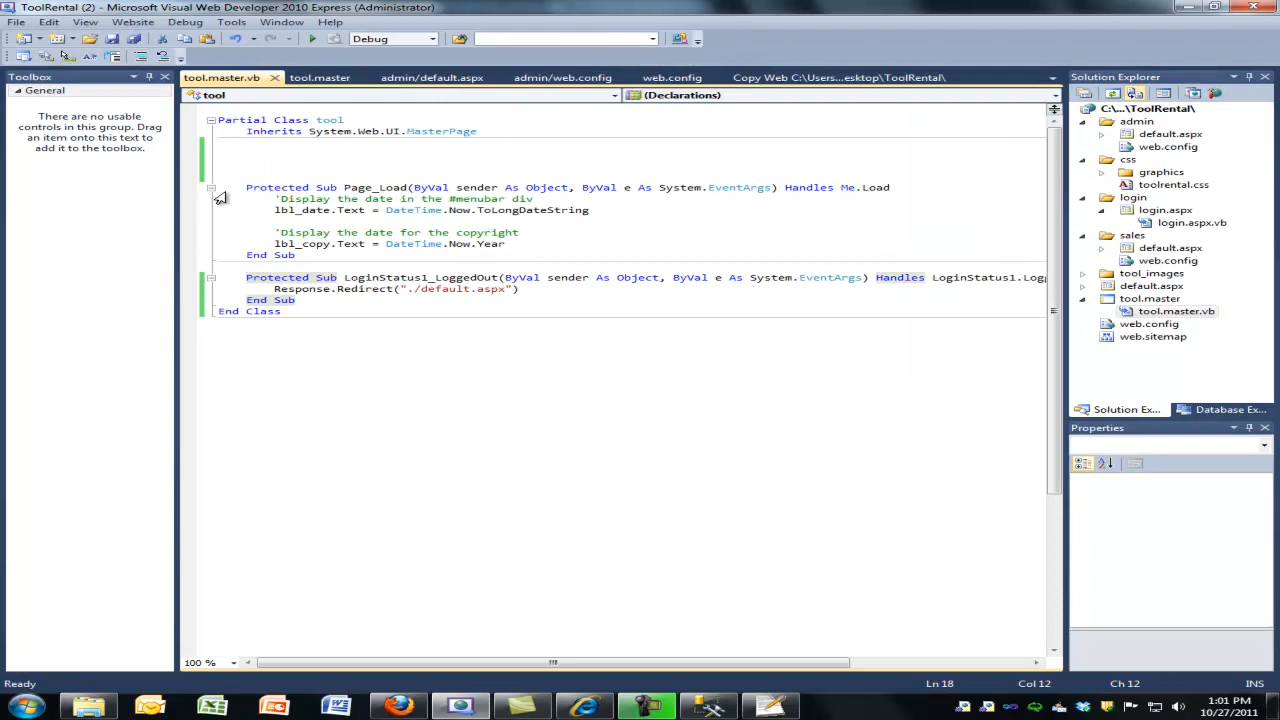 ToolRental (2) - Microsoft Visual Web Developer 2010 Express (Administrator)
File Edit View Website Debug Tools Window Help
Debug
Toolbox
General
There are no usable
controls in this group. Drag
an item onto this text to
add it to the toolbox.
tool.master.vb tool.master admin/default.aspx admin/web.config web.config Copy Web C:\Users...esktop\ToolRental\
tool (Declarations)
Partial Class tool
Inherits System.Web.UI.MasterPage
Protected Sub Page_Load(ByVal sender As Object, ByVal e As System.EventArgs) Handles Me.Load
'Display the date in the #menubar div
lbl_date.Text = DateTime.Now.ToLongDateString
'Display the date for the copyright
lbl_copy.Text = DateTime.Now.Year
End Sub
Protected Sub LoginStatus1_LoggedOut(ByVal sender As Object, ByVal e As System.EventArgs) Handles LoginStatus1.Logg
Response.Redirect("./default.aspx")
End Sub
End Class
100 %
Solution Explorer
C:\...\ToolRental\
admin
default.aspx
web.config
css
graphics
toolrental.css
login
login.aspx
login.aspx.vb
sales
default.aspx
web.config
tool_images
default.aspx
tool.master
tool.master.vb
web.config
web.sitemap
Solution Ex... Database Ex...
Properties
Ready Ln 18 Col 12 Ch 12 INS
1:01 PM
10/27/2011